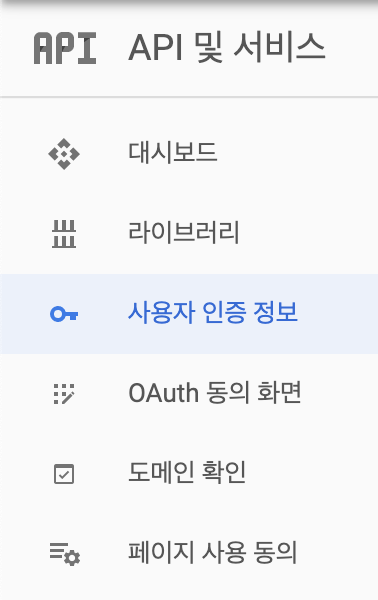 API API 및 서비스
대시보드
라이브러리
사용자 인증 정보
OAuth 동의 화면
도메인 확인
페이지 사용 동의